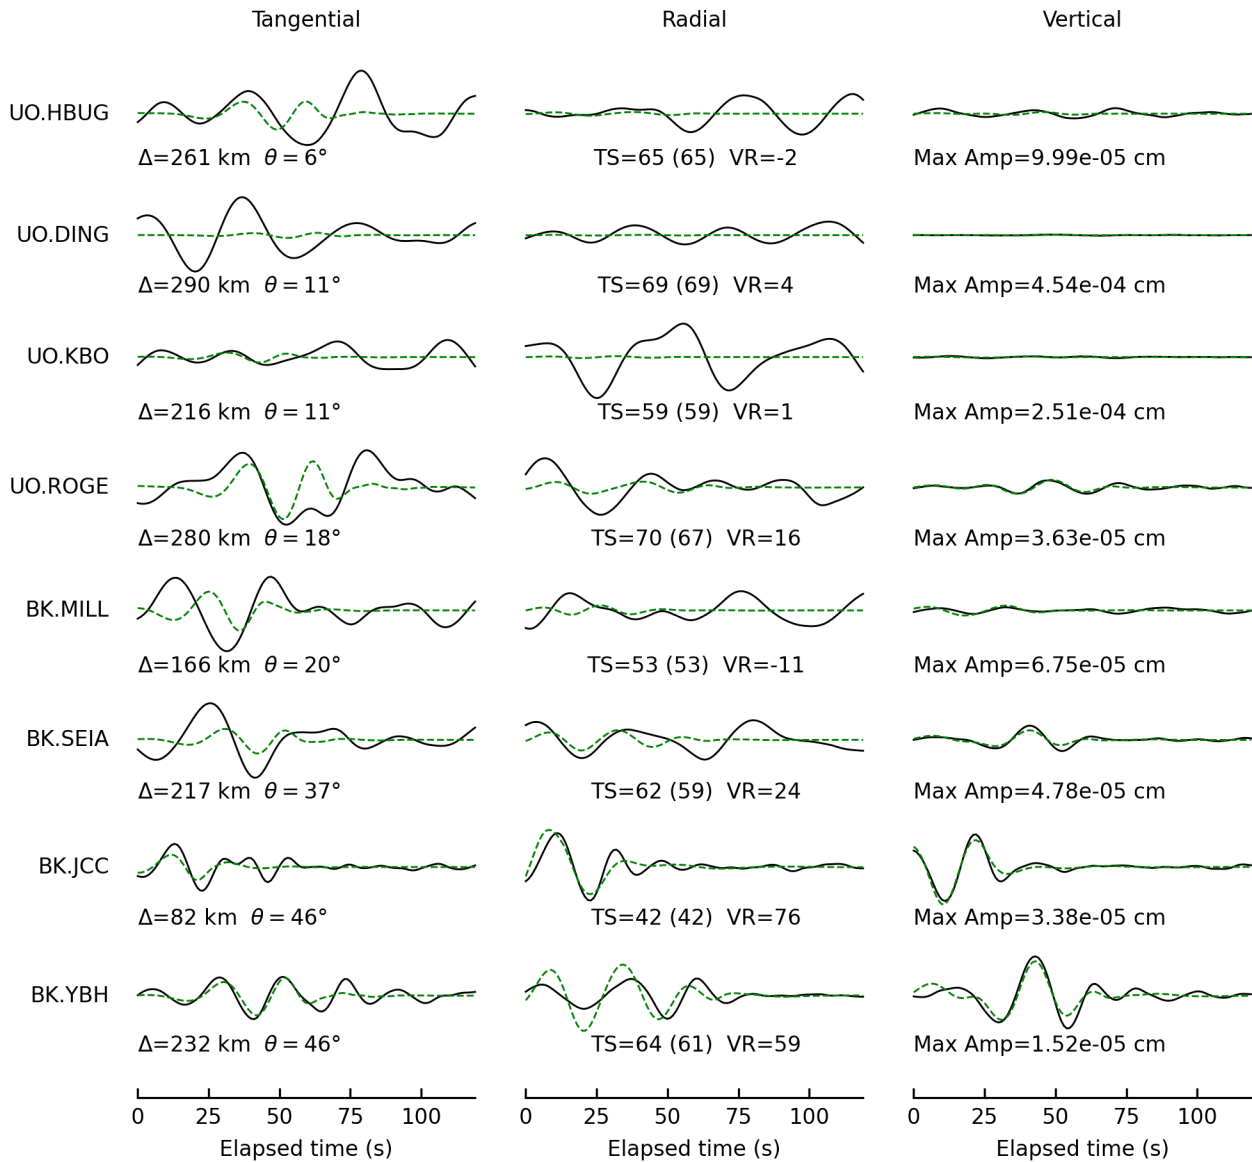 Tangential Radial Vertical
UO.HBUG
Δ=261 km θ = 6° TS=65 (65) VR=-2 Max Amp=9.99e-05 cm
UO.DING
Δ=290 km θ = 11° TS=69 (69) VR=4 Max Amp=4.54e-04 cm
UO.KBO
Δ=216 km θ = 11° TS=59 (59) VR=1 Max Amp=2.51e-04 cm
UO.ROGE
Δ=280 km θ = 18° TS=70 (67) VR=16 Max Amp=3.63e-05 cm
BK.MILL
Δ=166 km θ = 20° TS=53 (53) VR=-11 Max Amp=6.75e-05 cm
BK.SEIA
Δ=217 km θ = 37° TS=62 (59) VR=24 Max Amp=4.78e-05 cm
BK.JCC
Δ=82 km θ = 46° TS=42 (42) VR=76 Max Amp=3.38e-05 cm
BK.YBH
Δ=232 km θ = 46° TS=64 (61) VR=59 Max Amp=1.52e-05 cm
0 25 50 75 100 0 25 50 75 100 0 25 50 75 100
Elapsed time (s) Elapsed time (s) Elapsed time (s)